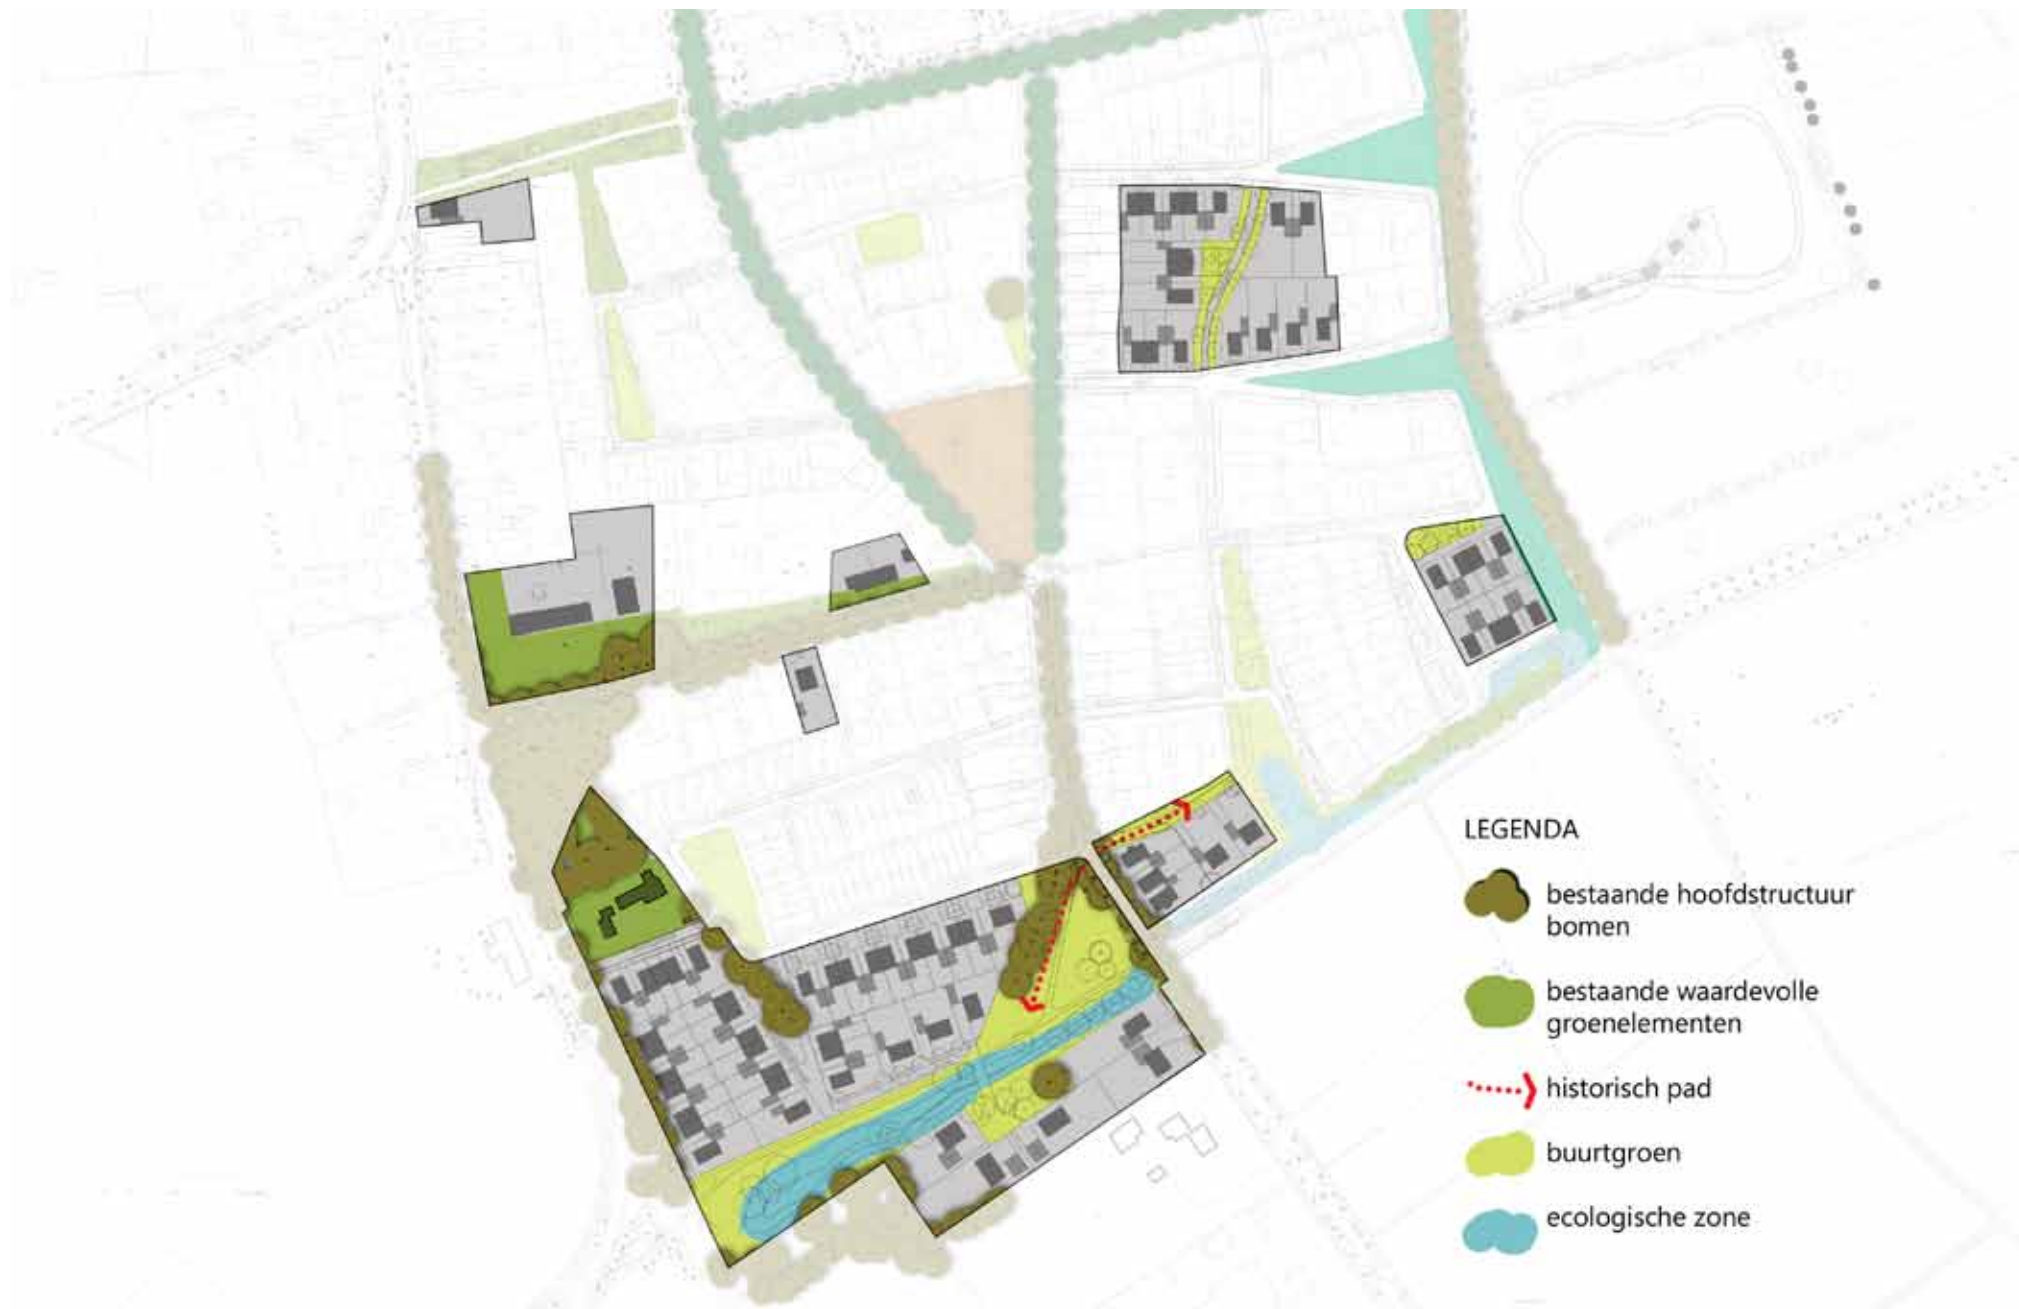 LEGENDA
bestaande hoofdstructuur
bomen
bestaande waardevolle
groenelementen
historisch pad
buurtgroen
ecologische zone